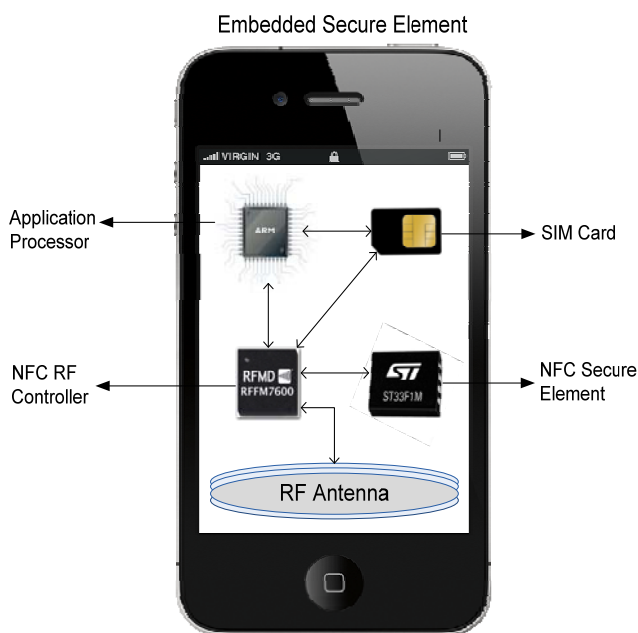 Embedded Secure Element
VIRGIN 3G
Application
Processor
ARM
SIM Card
NFC RF
Controller
RFMD
RFFM7600
ST
ST33F1M
NFC Secure
Element
RF Antenna